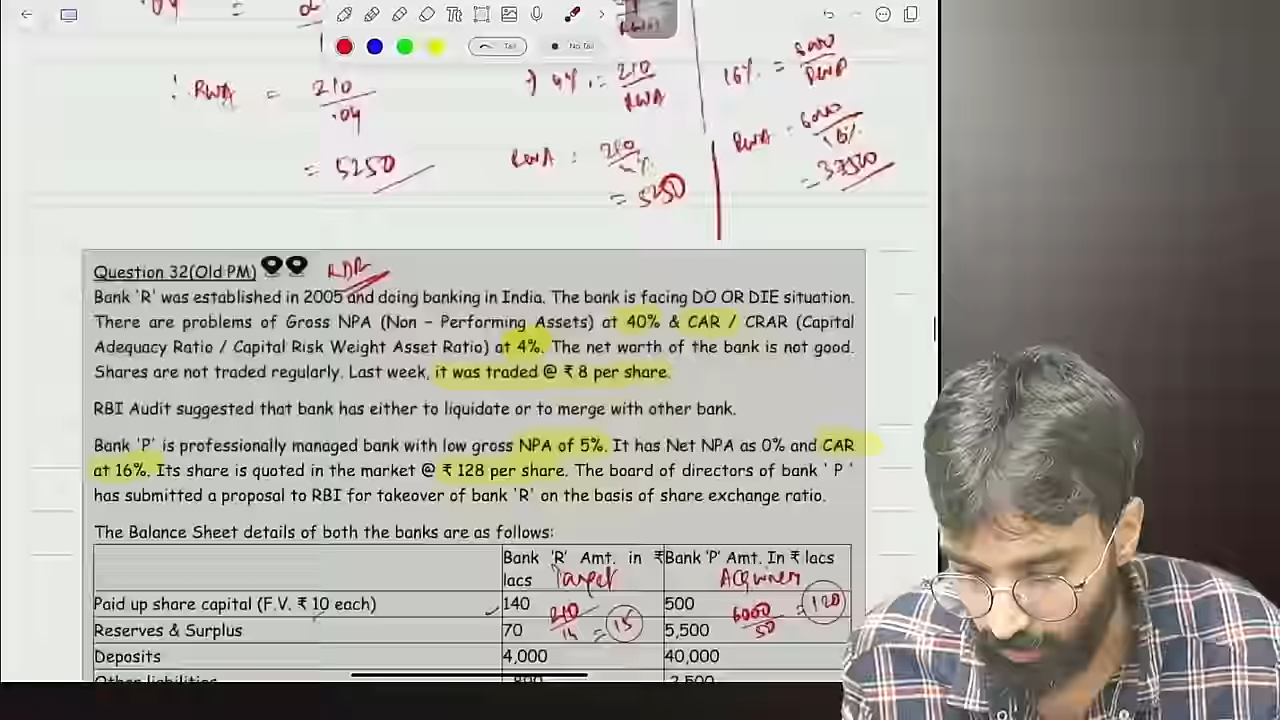 Tail
No Tail
∴ RWA = 210 / .04
= 5250
4% = 210 / RWA
RWA = 210 / 4%
= 5250
16% = 6000 / RWA
RWA = 6000 / 16%
= 37500
Question 32(Old PM)
Bank 'R' was established in 2005 and doing banking in India. The bank is facing DO OR DIE situation.
There are problems of Gross NPA (Non – Performing Assets) at 40% & CAR / CRAR (Capital
Adequacy Ratio / Capital Risk Weight Asset Ratio) at 4%. The net worth of the bank is not good.
Shares are not traded regularly. Last week, it was traded @ ₹ 8 per share.
RBI Audit suggested that bank has either to liquidate or to merge with other bank.
Bank 'P' is professionally managed bank with low gross NPA of 5%. It has Net NPA as 0% and CAR
at 16%. Its share is quoted in the market @ ₹ 128 per share. The board of directors of bank ' P '
has submitted a proposal to RBI for takeover of bank 'R' on the basis of share exchange ratio.
The Balance Sheet details of both the banks are as follows:
Bank 'R' Amt. in ₹ lacs Target
Bank 'P' Amt. In ₹ lacs Acquirer
Paid up share capital (F.V. ₹ 10 each) 140 500
Reserves & Surplus 70 5,500
210 / 14 = 15
6000 / 50 = 120
Deposits 4,000 40,000
Other liabilities 890 2,500